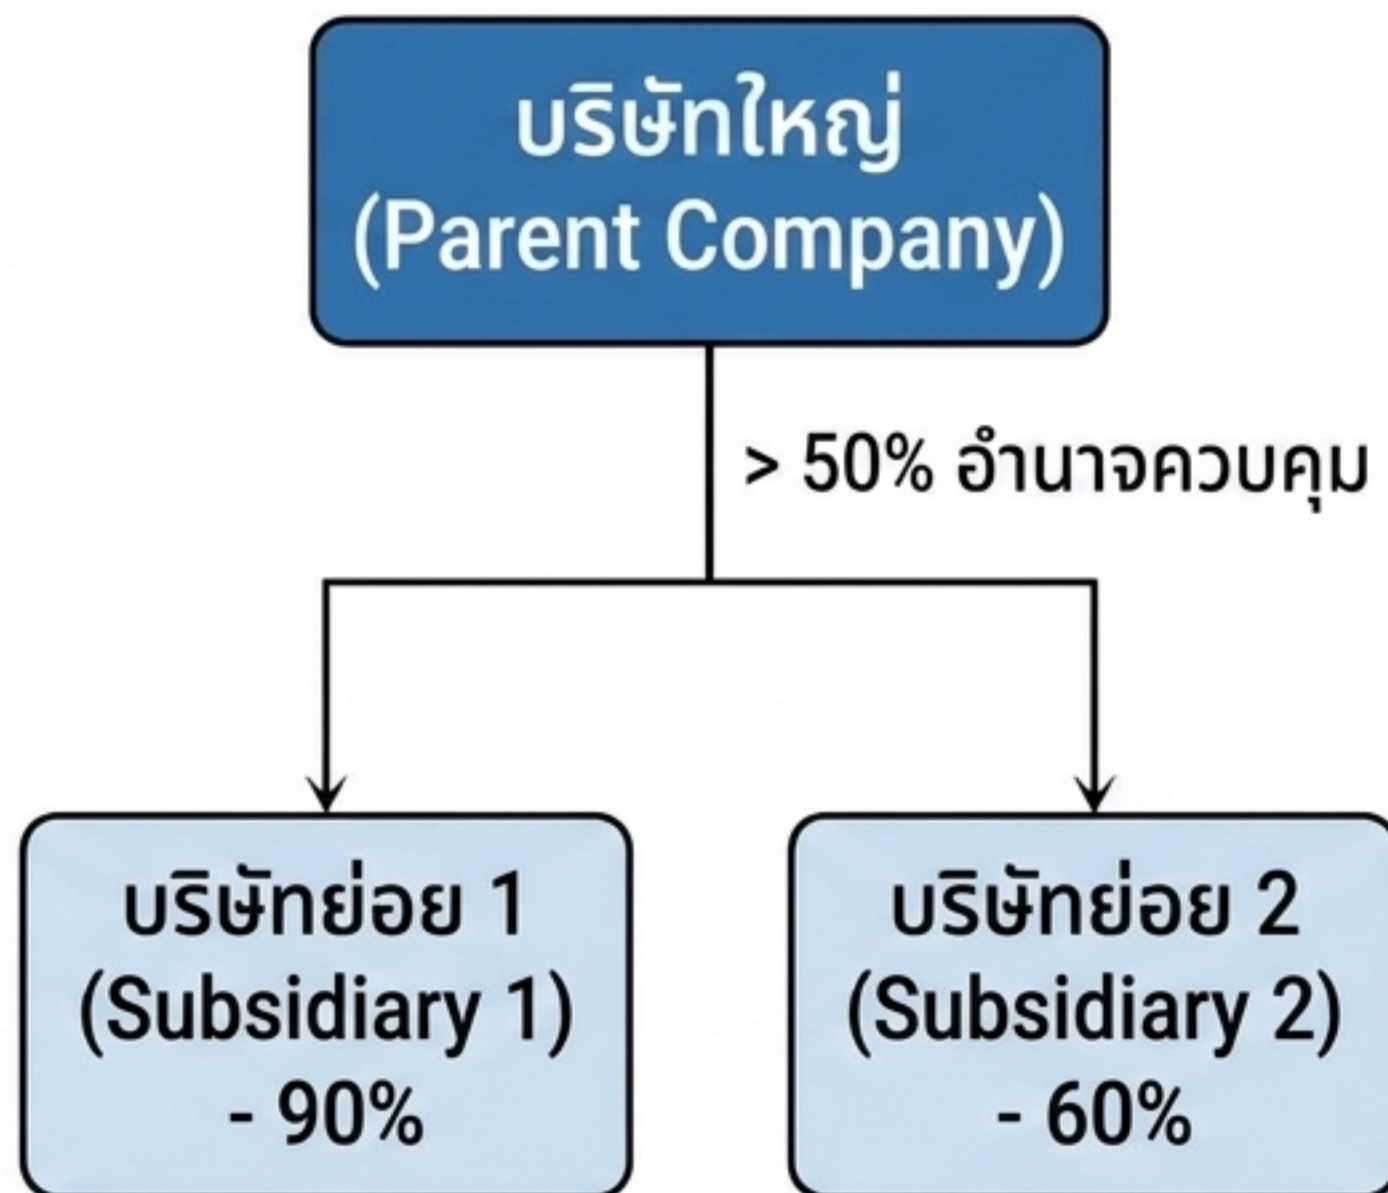 บริษัทใหญ่
(Parent Company)
> 50% อำนาจควบคุม
บริษัทย่อย 1
(Subsidiary 1)
- 90%
บริษัทย่อย 2
(Subsidiary 2)
- 60%